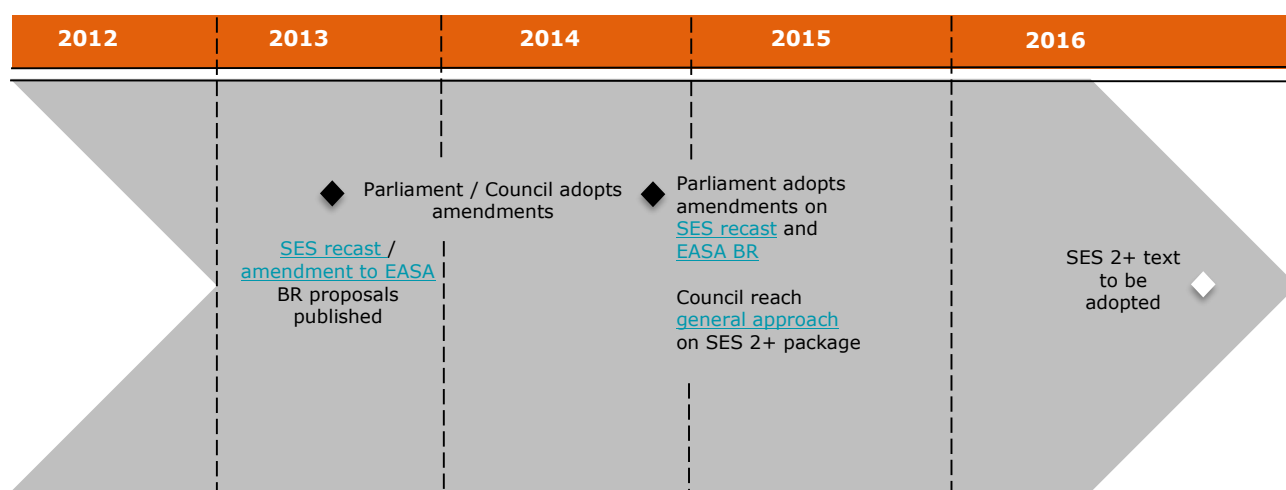 2012
2013
2014
2015
2016
Parliament / Council adopts
amendments
SES recast /
amendment to EASA
BR proposals
published
Parliament adopts
amendments on
SES recast and
EASA BR
Council reach
general approach
on SES 2+ package
SES 2+ text
to be
adopted